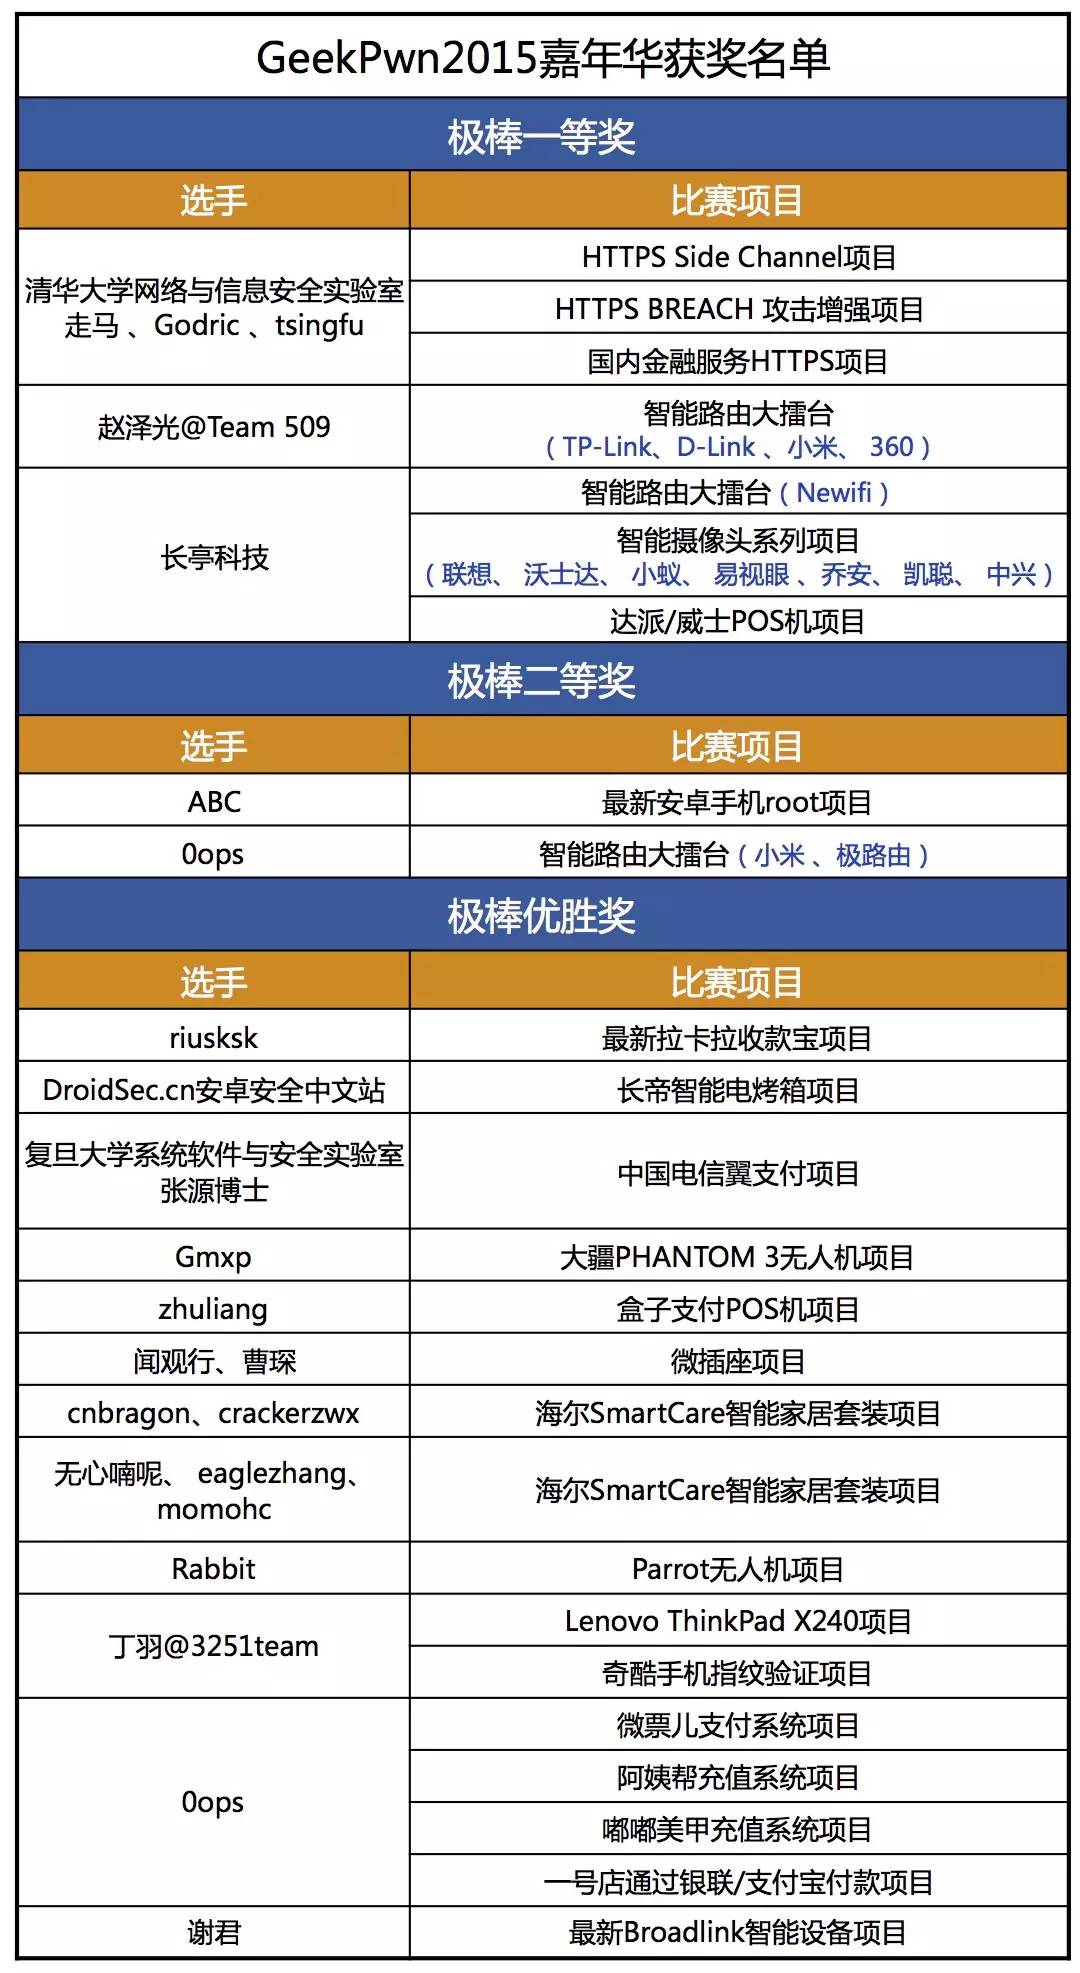 GeekPwn2015嘉年华获奖名单
极棒一等奖
选手 比赛项目
清华大学网络与信息安全实验室
走马 、Godric 、tsingfu
HTTPS Side Channel项目
HTTPS BREACH 攻击增强项目
国内金融服务HTTPS项目
赵泽光@Team 509
智能路由大擂台
（TP-Link、D-Link 、小米、 360）
长亭科技
智能路由大擂台（Newifi）
智能摄像头系列项目
（联想、 沃士达、 小蚁、 易视眼 、乔安、 凯聪、 中兴）
达派/威士POS机项目
极棒二等奖
选手 比赛项目
ABC 最新安卓手机root项目
0ops 智能路由大擂台（小米 、极路由）
极棒优胜奖
选手 比赛项目
riusksk 最新拉卡拉收款宝项目
DroidSec.cn安卓安全中文站 长帝智能电烤箱项目
复旦大学系统软件与安全实验室
张源博士
中国电信翼支付项目
Gmxp 大疆PHANTOM 3无人机项目
zhuliang 盒子支付POS机项目
闻观行、曹琛 微插座项目
cnbragon、crackerzwx 海尔SmartCare智能家居套装项目
无心喃呢、 eaglezhang、
momohc
海尔SmartCare智能家居套装项目
Rabbit Parrot无人机项目
丁羽@3251team
Lenovo ThinkPad X240项目
奇酷手机指纹验证项目
0ops
微票儿支付系统项目
阿姨帮充值系统项目
嘟嘟美甲充值系统项目
一号店通过银联/支付宝付款项目
谢君 最新Broadlink智能设备项目